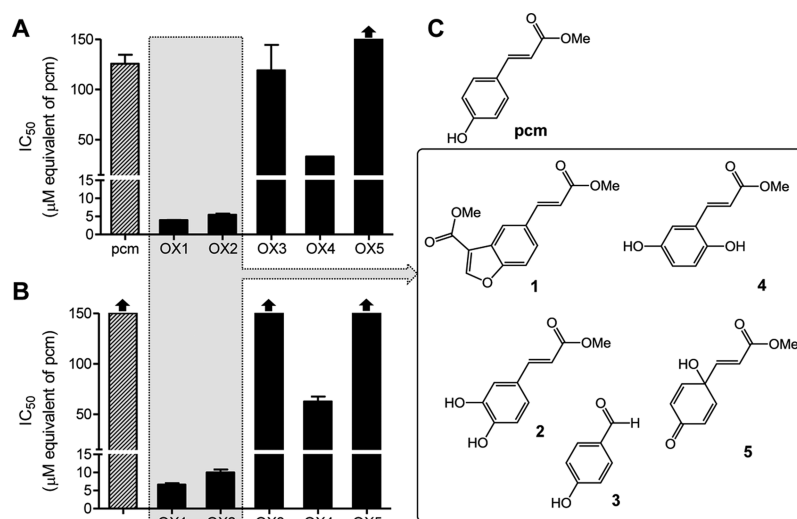 A
IC50
(μM equivalent of pcm)
150
100
50
15
10
5
0
pcm OX1 OX2 OX3 OX4 OX5
B
IC50
(μM equivalent of pcm)
150
100
50
15
10
5
0
C
O
OMe
HO
pcm
O
OMe
OMe
O
O
1
O
OMe
HO
OH
4
O
OMe
HO
HO
2
O
H
HO
3
O
OMe
HO
O
5